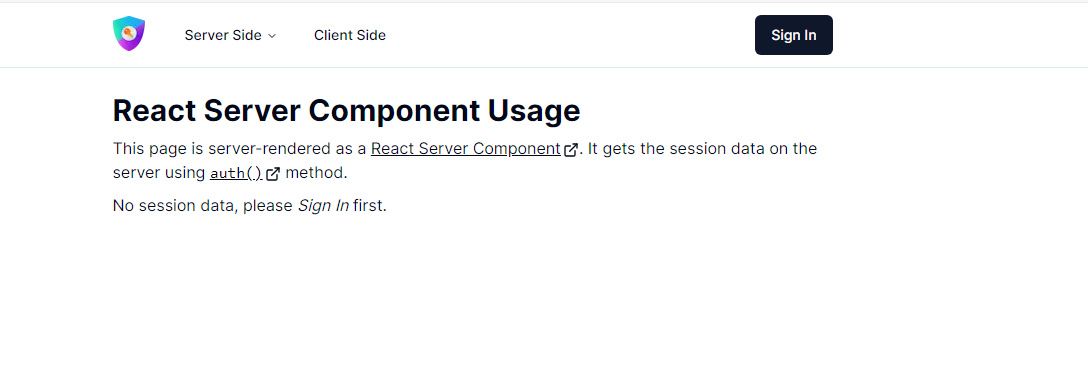 Server Side
Client Side
Sign In
React Server Component Usage
This page is server-rendered as a React Server Component. It gets the session data on the
server using auth() method.
No session data, please Sign In first.